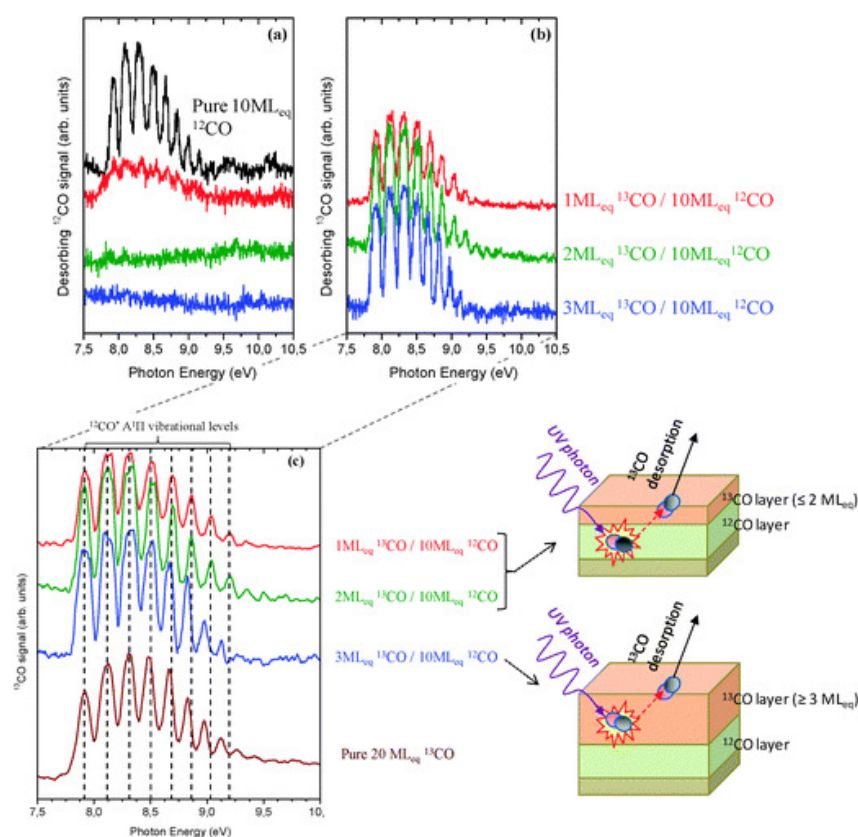 (a)
Pure 10ML_eq
¹²CO
Desorbing ¹²CO signal (arb. units)
7,5 8,0 8,5 9,0 9,5 10,0 10,5
Photon Energy (eV)
(b)
Desorbing ¹³CO signal (arb. units)
7,5 8,0 8,5 9,0 9,5 10,0 10,5
Photon Energy (eV)
1ML_eq ¹³CO / 10ML_eq ¹²CO
2ML_eq ¹³CO / 10ML_eq ¹²CO
3ML_eq ¹³CO / 10ML_eq ¹²CO
¹²CO* A¹Π vibrational levels
(c)
¹³CO signal (arb. units)
1ML_eq ¹³CO / 10ML_eq ¹²CO
2ML_eq ¹³CO / 10ML_eq ¹²CO
3ML_eq ¹³CO / 10ML_eq ¹²CO
Pure 20 ML_eq ¹³CO
7,5 8,0 8,5 9,0 9,5 10,
Photon Energy (eV)
UV photon
¹³CO
desorption
¹³CO layer (≤ 2 ML_eq)
¹²CO layer
UV photon
¹³CO
desorption
¹³CO layer (≥ 3 ML_eq)
¹²CO layer